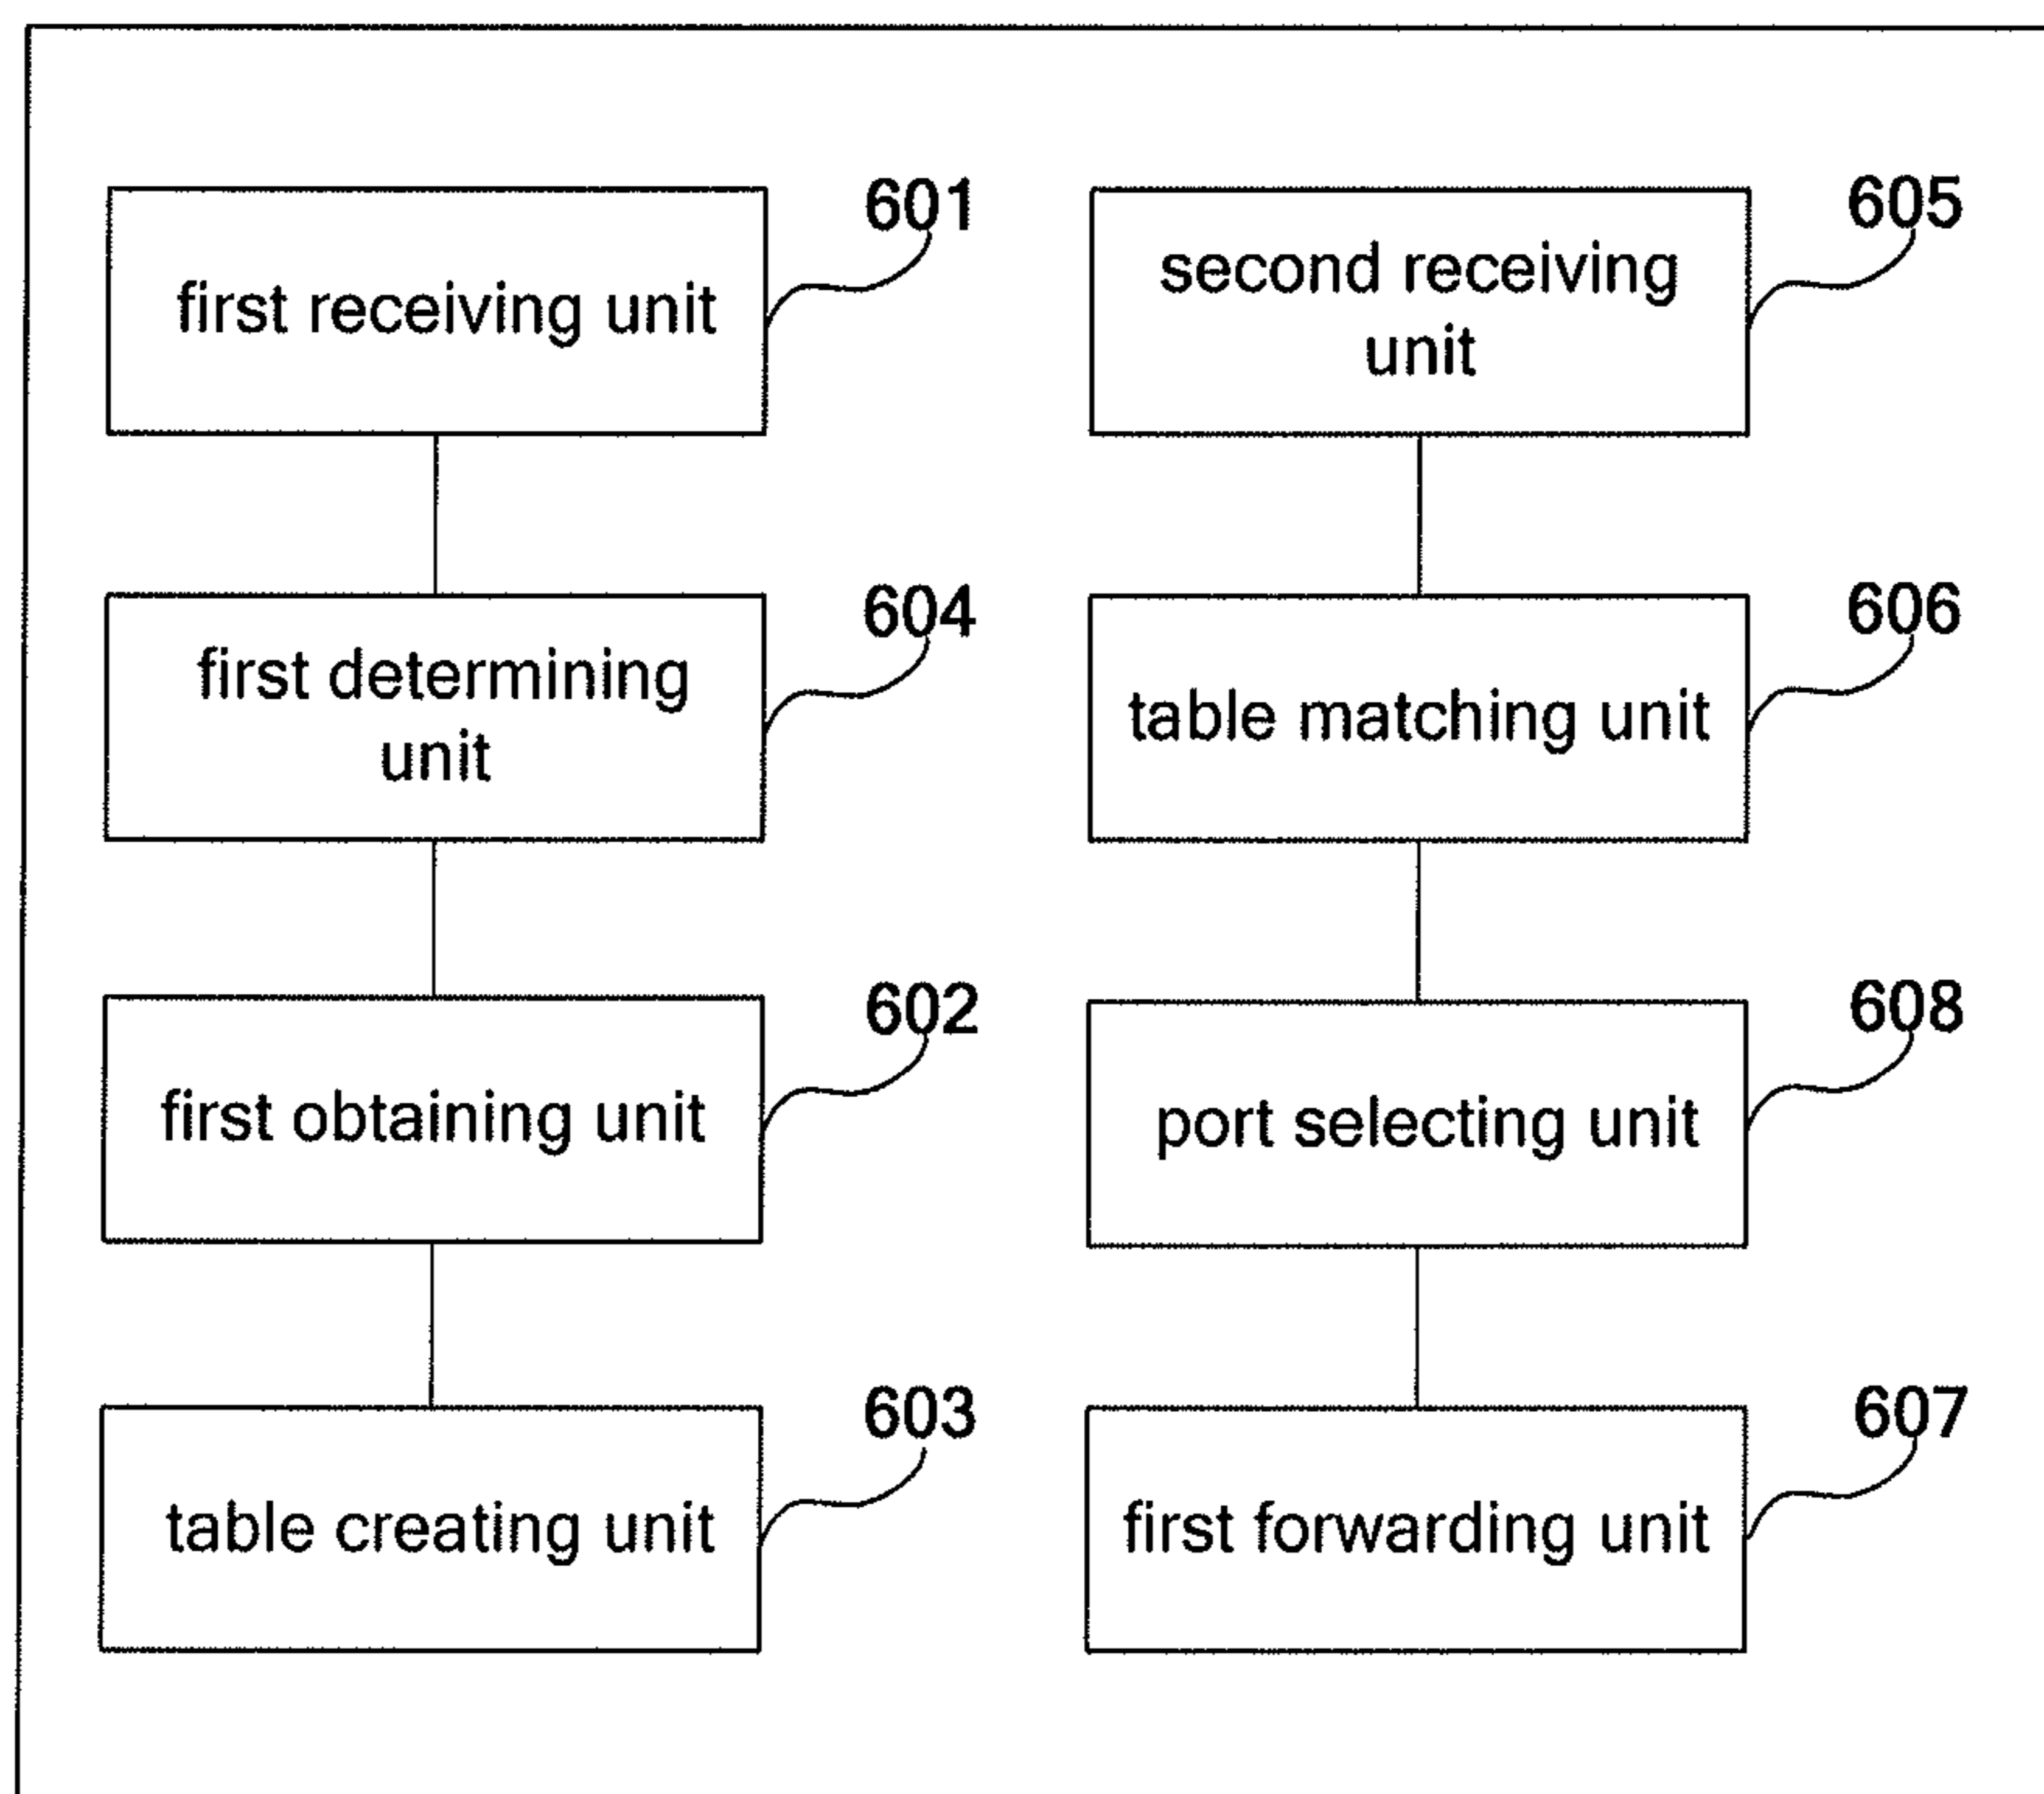 601
first receiving unit
604
first determining
unit
602
first obtaining unit
603
table creating unit
605
second receiving
unit
606
table matching unit
608
port selecting unit
607
first forwarding unit